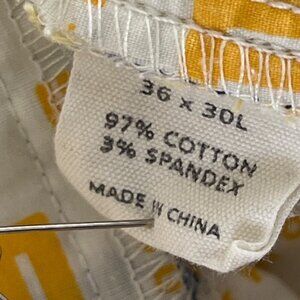 36 x 30L
97% COTTON
3% SPANDEX
MADE IN CHINA